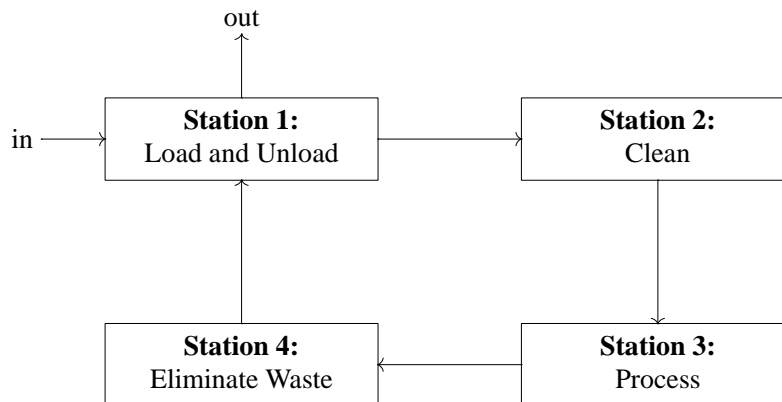 out
in
Station 1:
Load and Unload
Station 2:
Clean
Station 4:
Eliminate Waste
Station 3:
Process